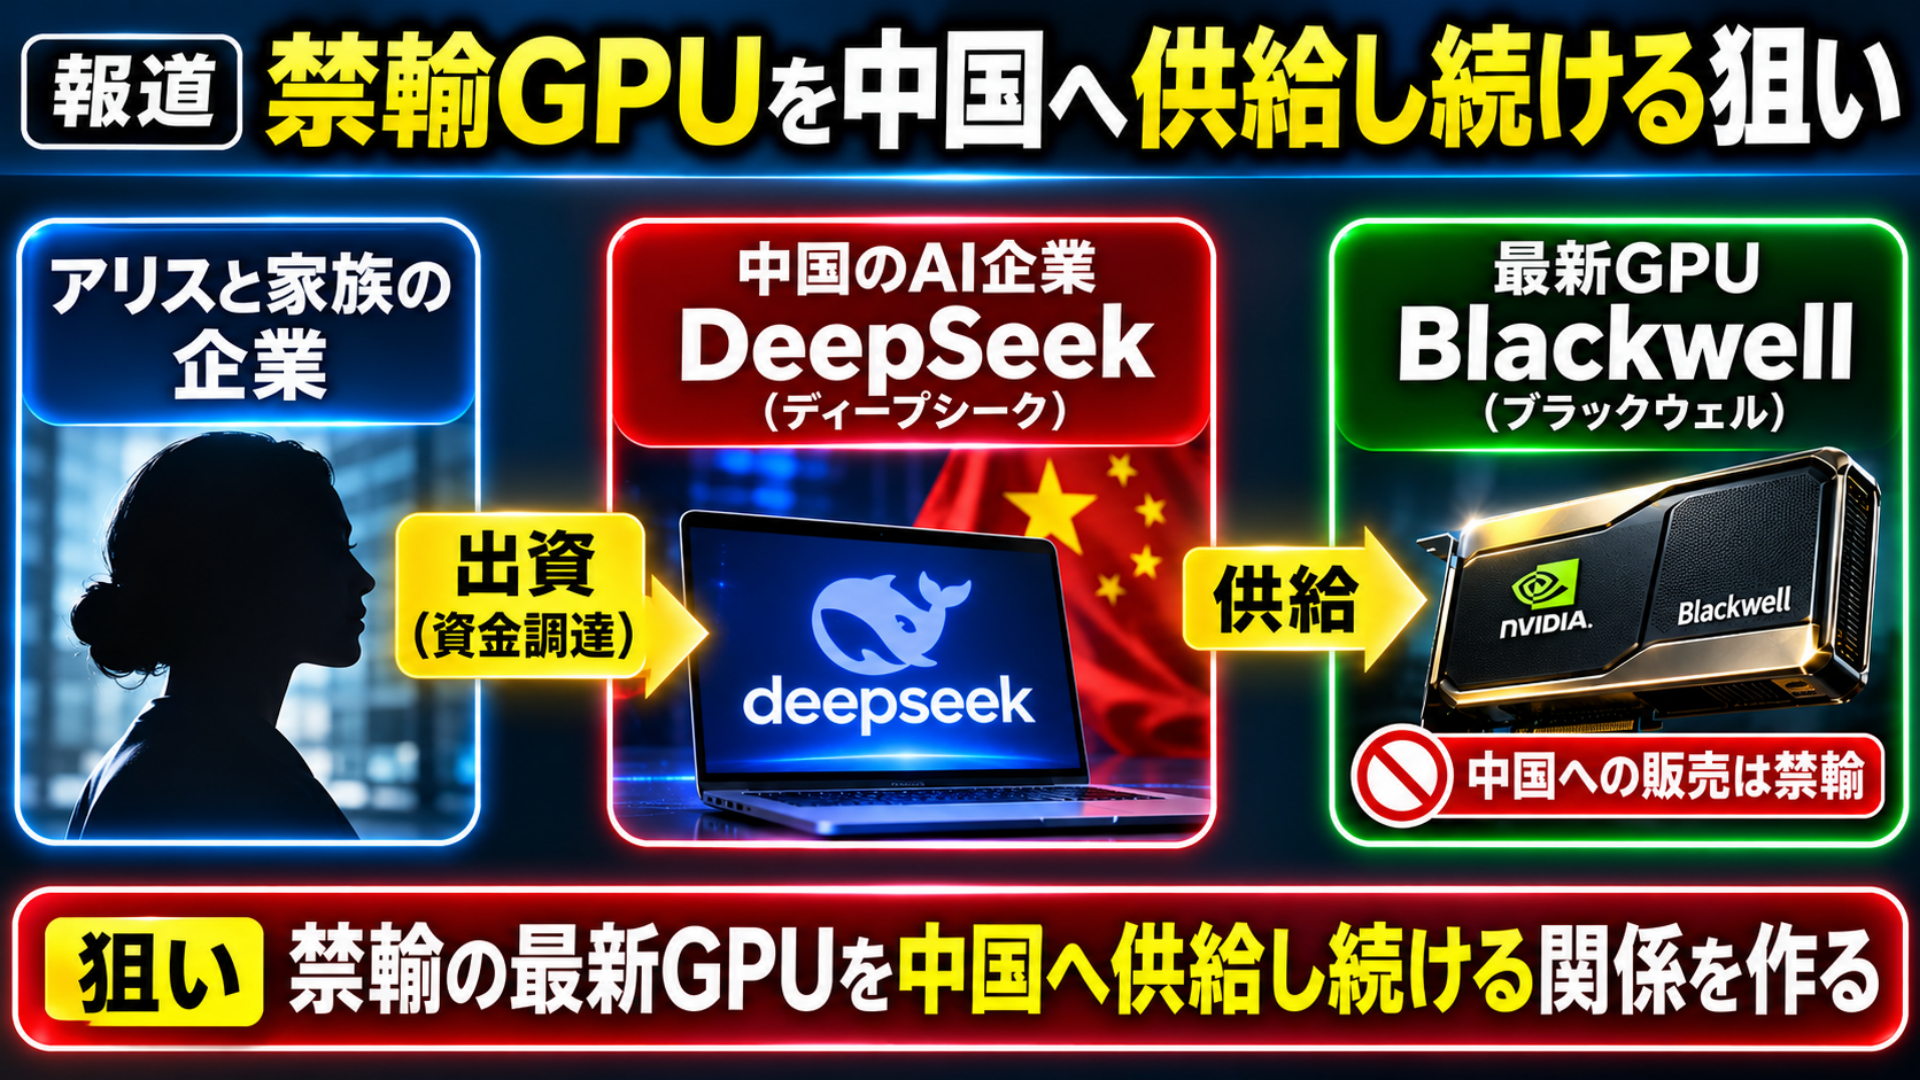 報道
禁輸GPUを中国へ供給し続ける狙い
アリスと家族の
企業
出資
(資金調達)
中国のAI企業
DeepSeek
(ディープシーク)
deepseek
供給
最新GPU
Blackwell
(ブラックウェル)
NVIDIA.
Blackwell
中国への販売は禁輸
狙い
禁輸の最新GPUを中国へ供給し続ける関係を作る